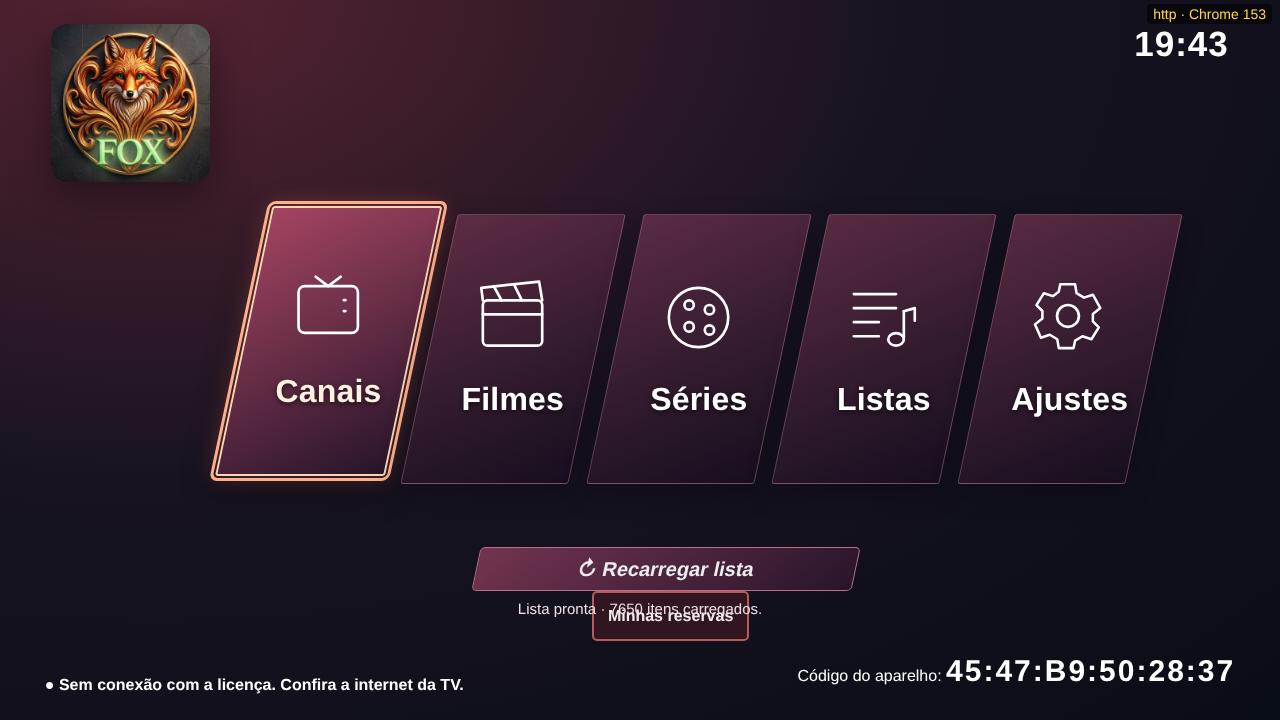 http · Chrome 153
19:43
FOX
Canais
Filmes
Séries
Listas
Ajustes
Recarregar lista
Lista pronta · 7650 itens carregados.
Minhas reservas
● Sem conexão com a licença. Confira a internet da TV.
Código do aparelho: 45:47:B9:50:28:37